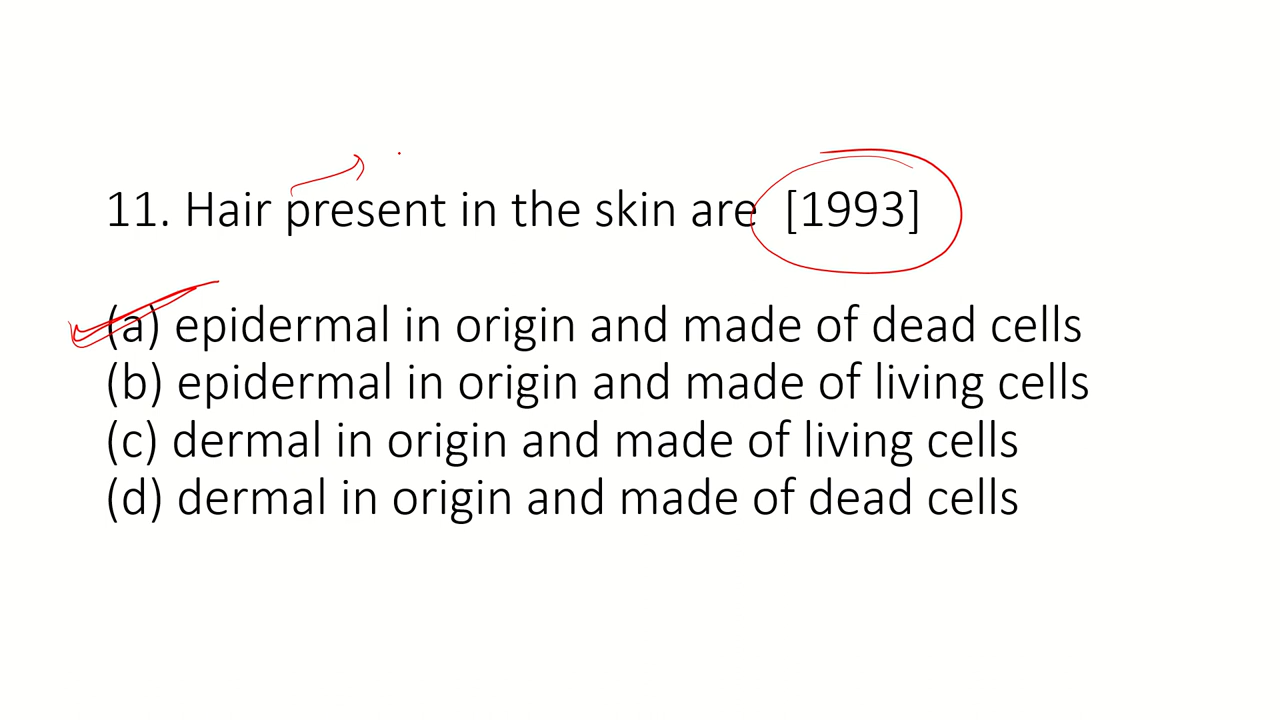 11. Hair present in the skin are [1993]
(a) epidermal in origin and made of dead cells
(b) epidermal in origin and made of living cells
(c) dermal in origin and made of living cells
(d) dermal in origin and made of dead cells